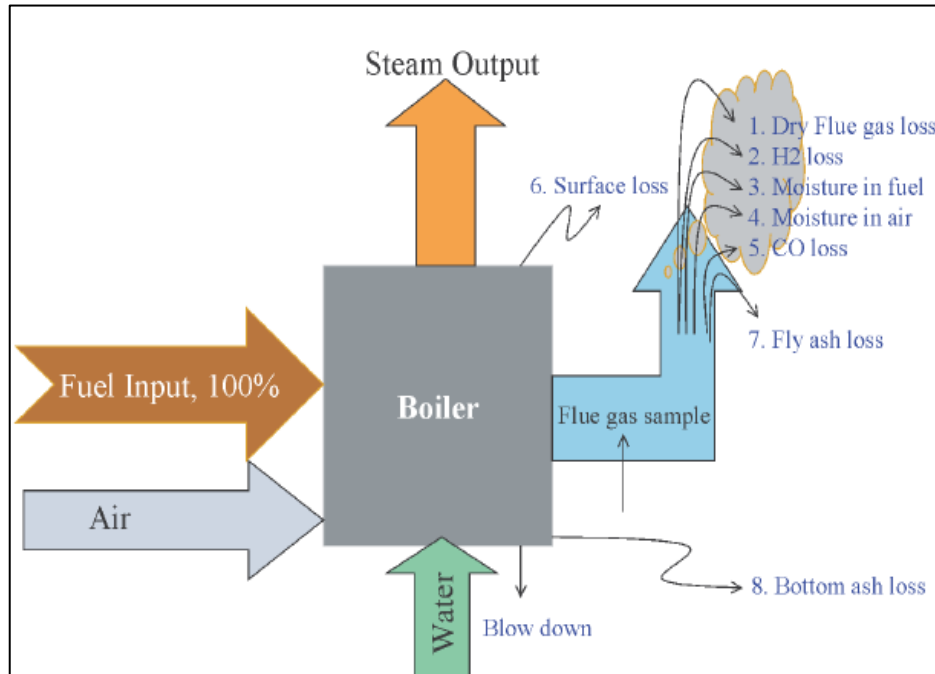 Steam Output
1. Dry Flue gas loss
2. H2 loss
3. Moisture in fuel
4. Moisture in air
5. CO loss
6. Surface loss
7. Fly ash loss
Fuel Input, 100%
Boiler
Flue gas sample
Air
Water
Blow down
8. Bottom ash loss